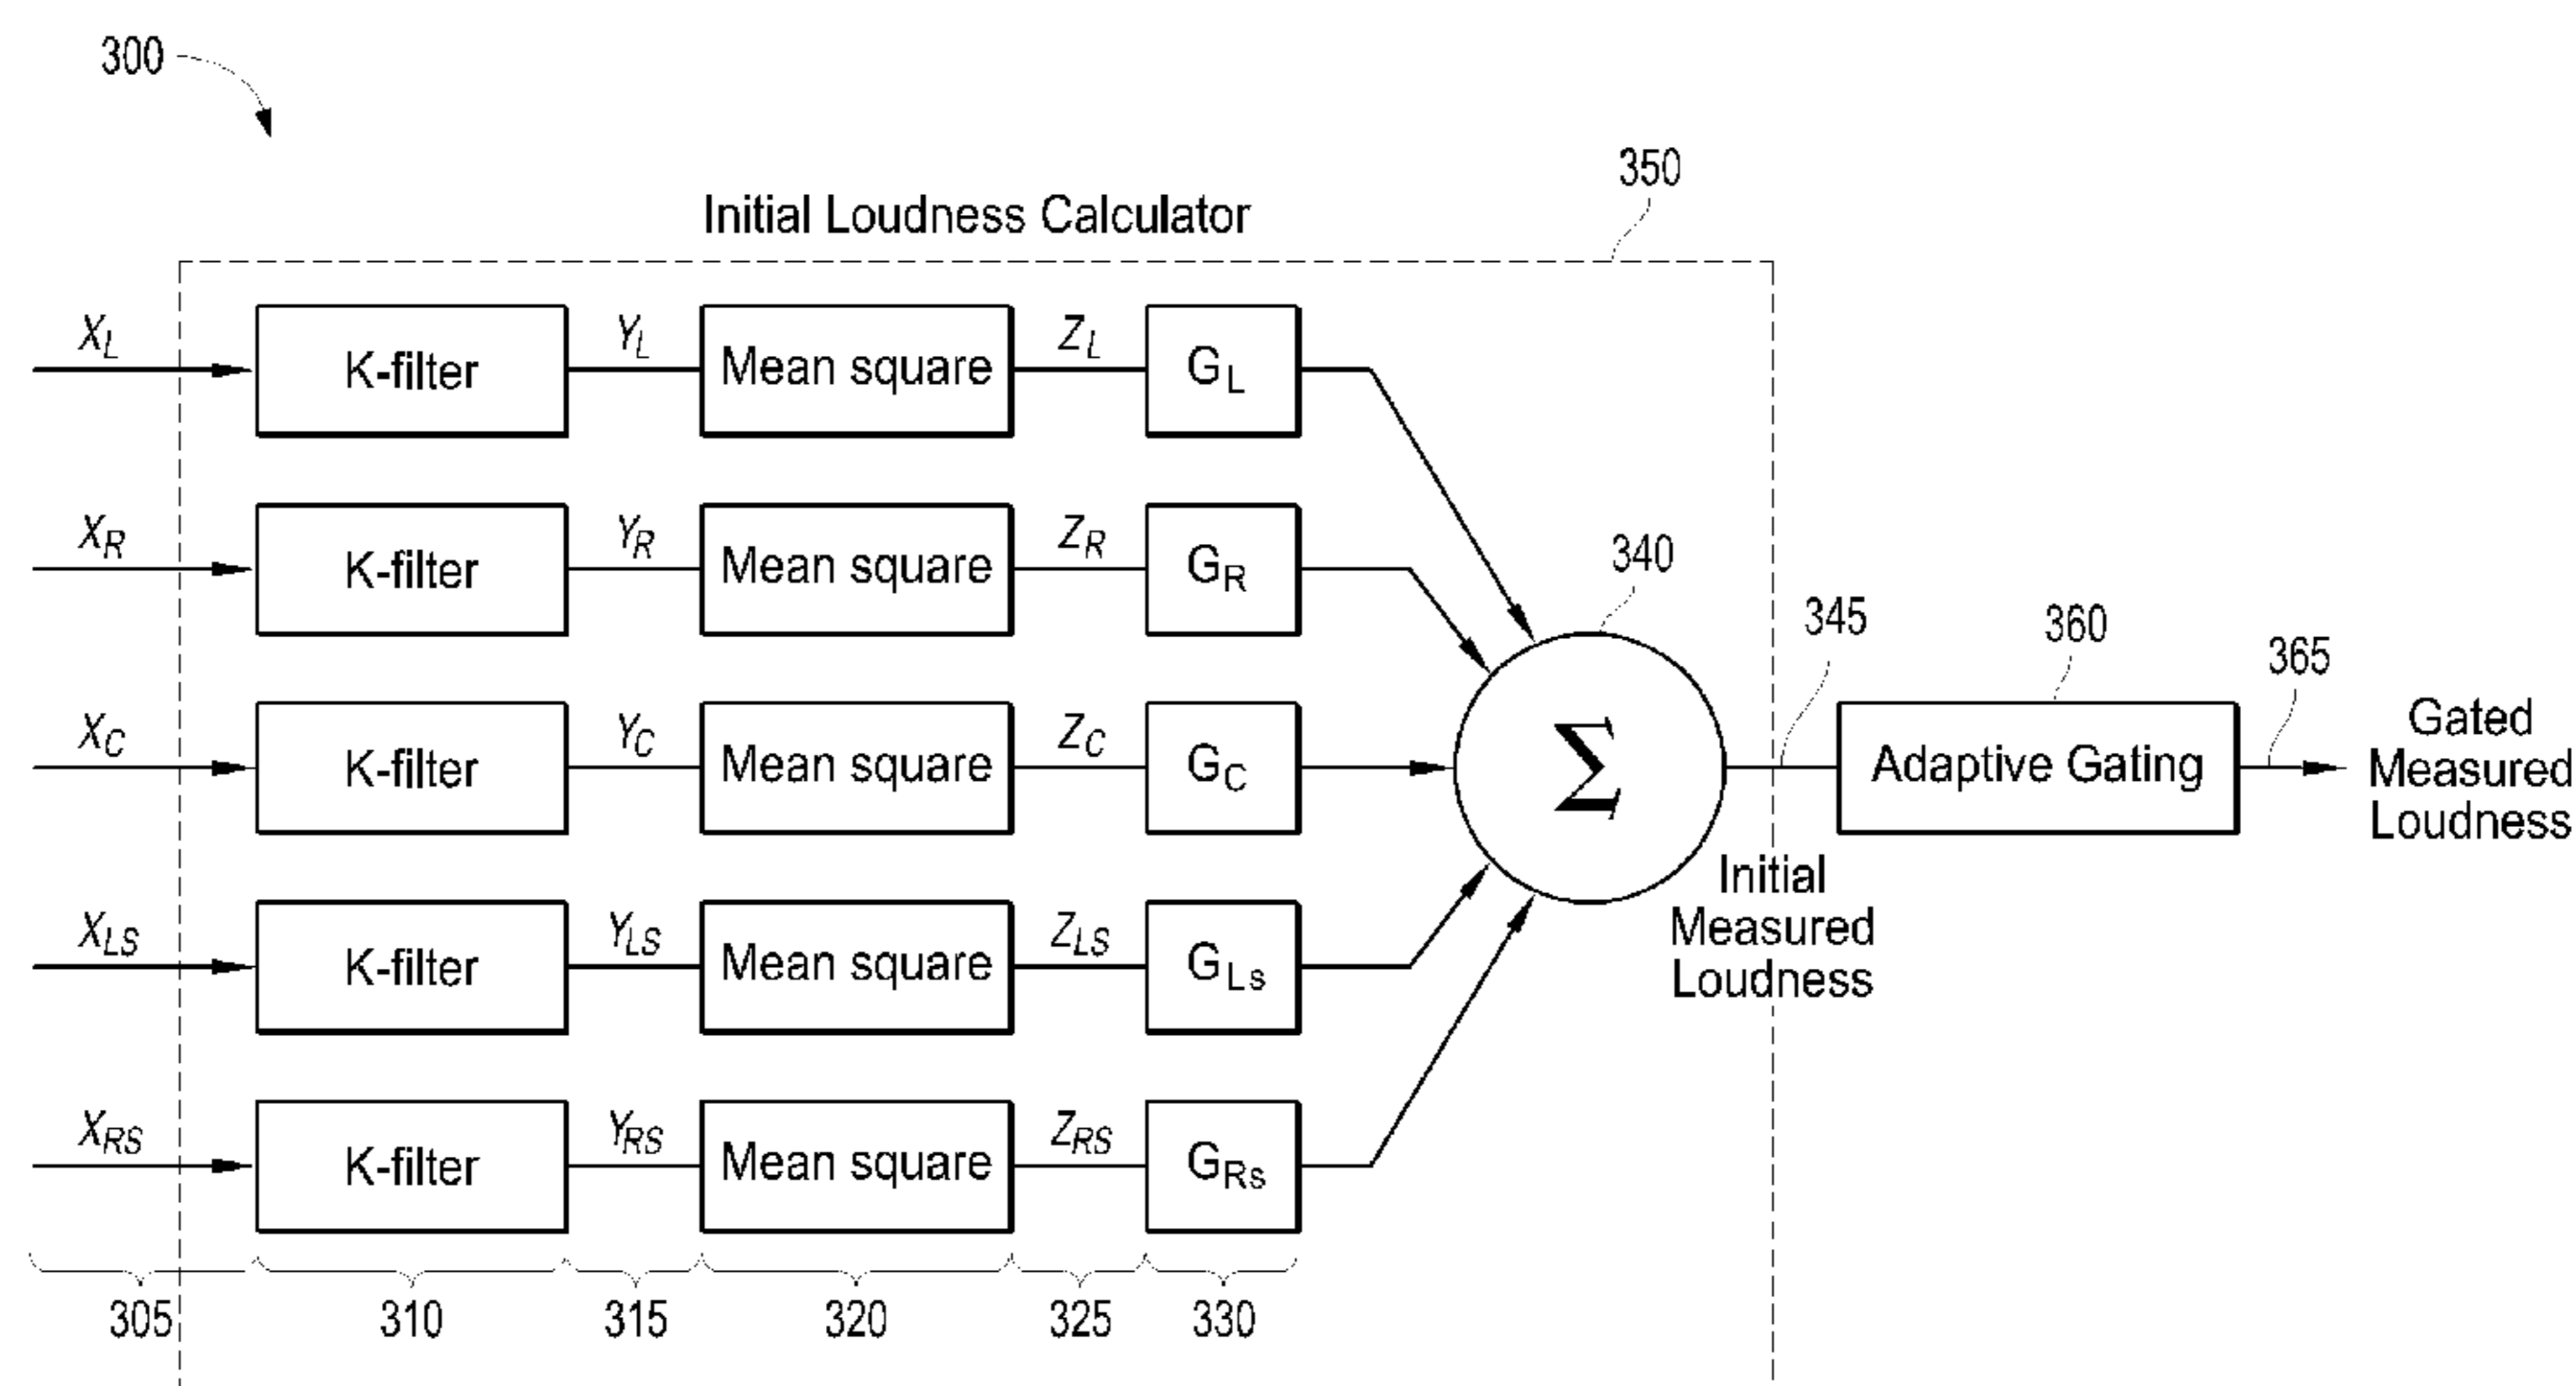 300
350
Initial Loudness Calculator
X_L K-filter Y_L Mean square Z_L G_L
X_R K-filter Y_R Mean square Z_R G_R
340
345
360
365
X_C K-filter Y_C Mean square Z_C G_C
Σ
Adaptive Gating
Gated
Measured
Loudness
Initial
Measured
Loudness
X_LS K-filter Y_LS Mean square Z_LS G_Ls
X_RS K-filter Y_RS Mean square Z_RS G_Rs
305 310 315 320 325 330